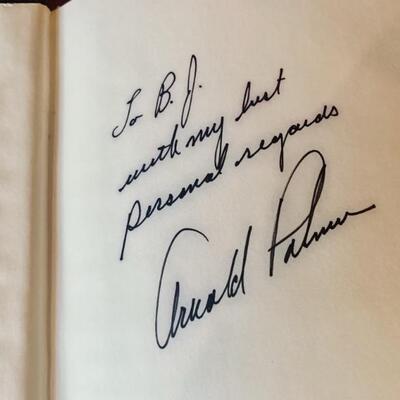 To B. J.
with my best
personal regards
Arnold Palmer